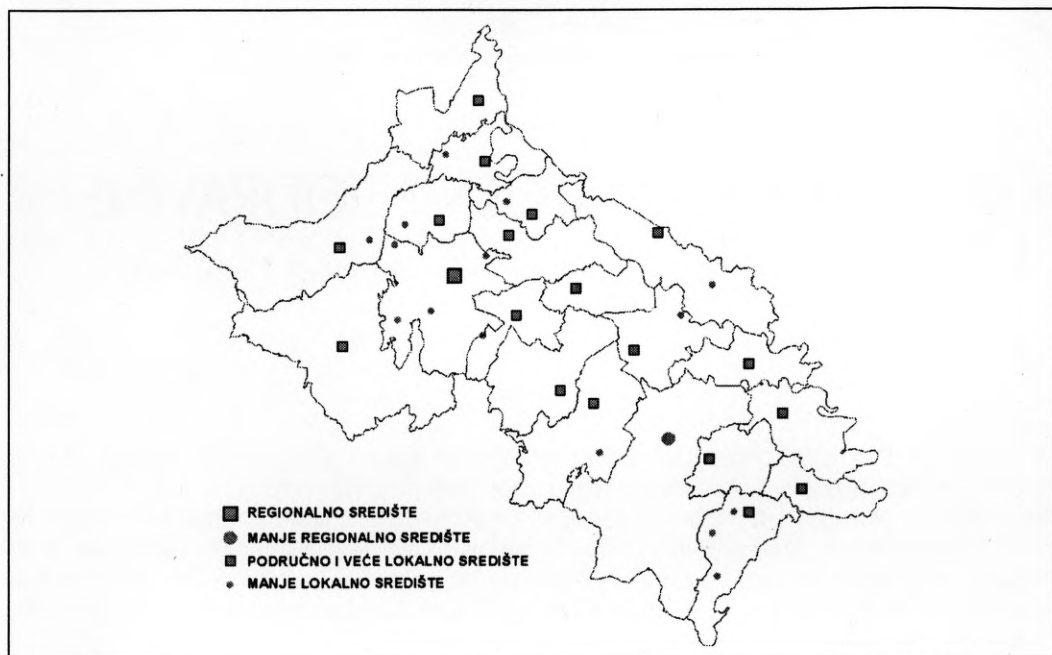 REGIONALNO SREDIŠTE
MANJE REGIONALNO SREDIŠTE
PODRUČNO I VEĆE LOKALNO SREDIŠTE
MANJE LOKALNO SREDIŠTE